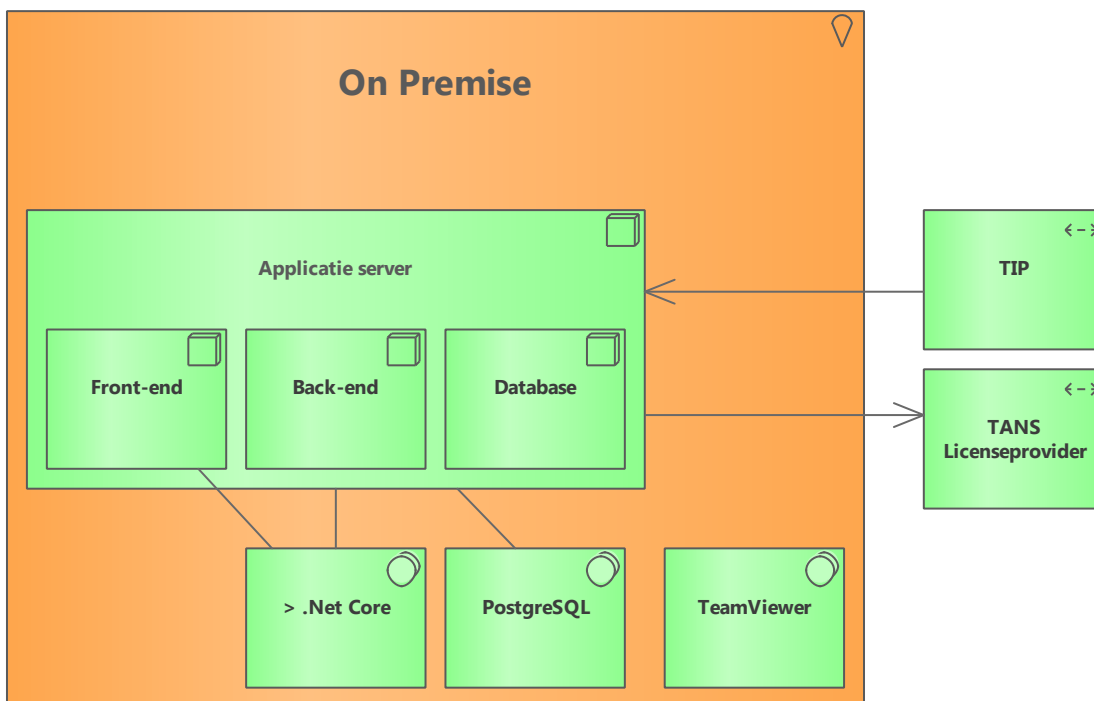 On Premise
Applicatie server
TIP
Front-end
Back-end
Database
TANS
Licenseprovider
> .Net Core
PostgreSQL
TeamViewer